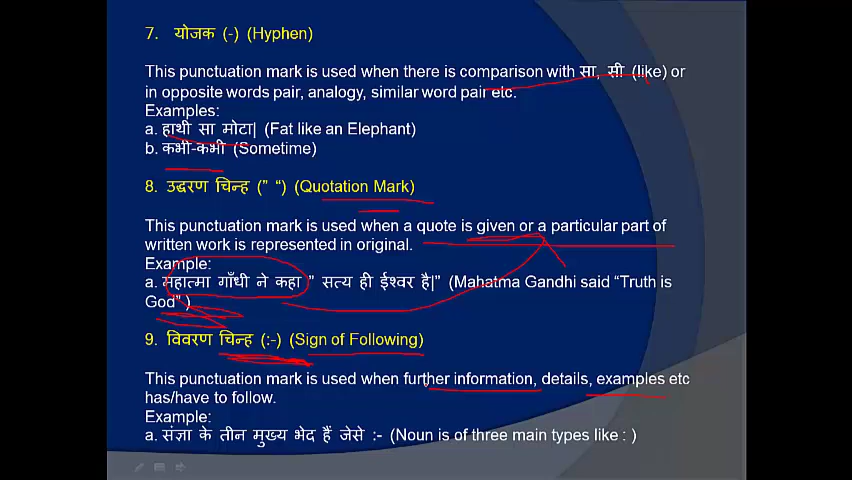 7. योजक (-) (Hyphen)
This punctuation mark is used when there is comparison with सा, सी (like) or
in opposite words pair, analogy, similar word pair etc.
Examples:
a. हाथी सा मोटा| (Fat like an Elephant)
b. कभी-कभी (Sometime)
8. उद्धरण चिन्ह (” “) (Quotation Mark)
This punctuation mark is used when a quote is given or a particular part of
written work is represented in original.
Example:
a. महात्मा गाँधी ने कहा ” सत्य ही ईश्वर है|” (Mahatma Gandhi said “Truth is
God” )
9. विवरण चिन्ह (:-) (Sign of Following)
This punctuation mark is used when further information, details, examples etc
has/have to follow.
Example:
a. संज्ञा के तीन मुख्य भेद हैं जेसे :- (Noun is of three main types like : )